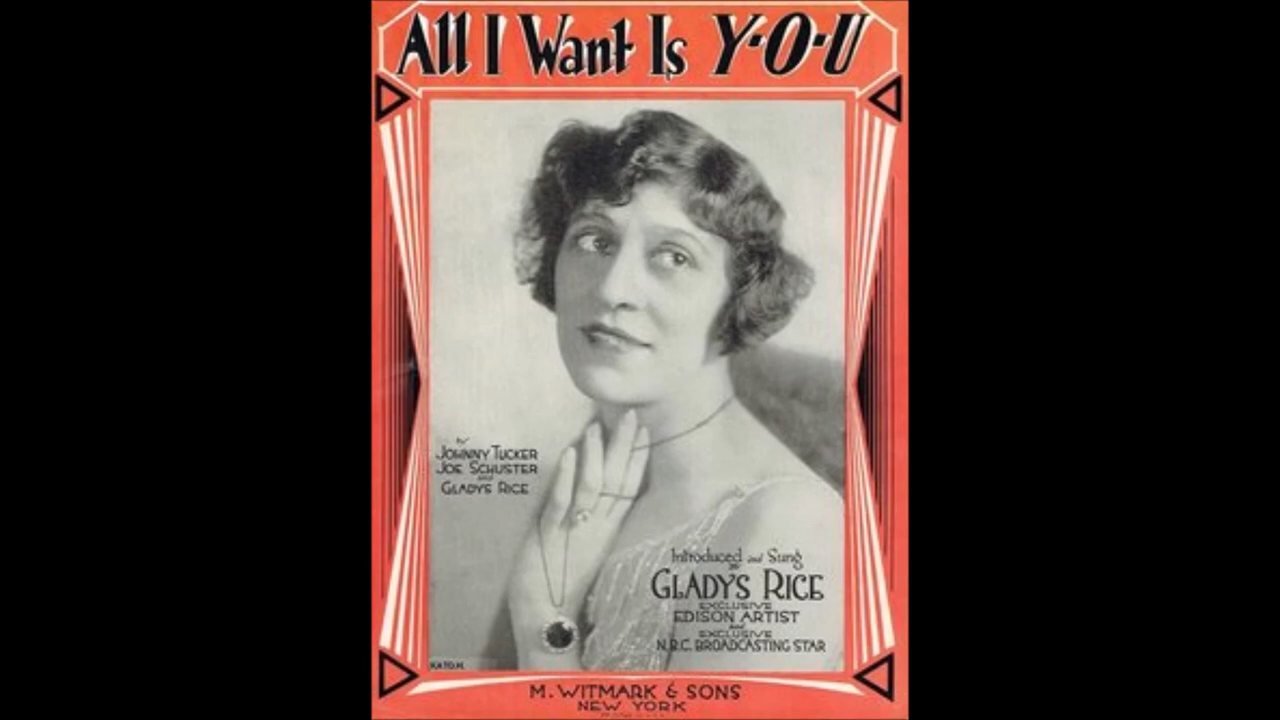 All I Want Is Y·O·U
by
JOHNNY TUCKER
JOE SCHUSTER
and
GLADYS RICE
Introduced and Sung
by
GLADYS RICE
EXCLUSIVE
EDISON ARTIST
and
EXCLUSIVE
N.B.C. BROADCASTING STAR
M. WITMARK & SONS
NEW YORK